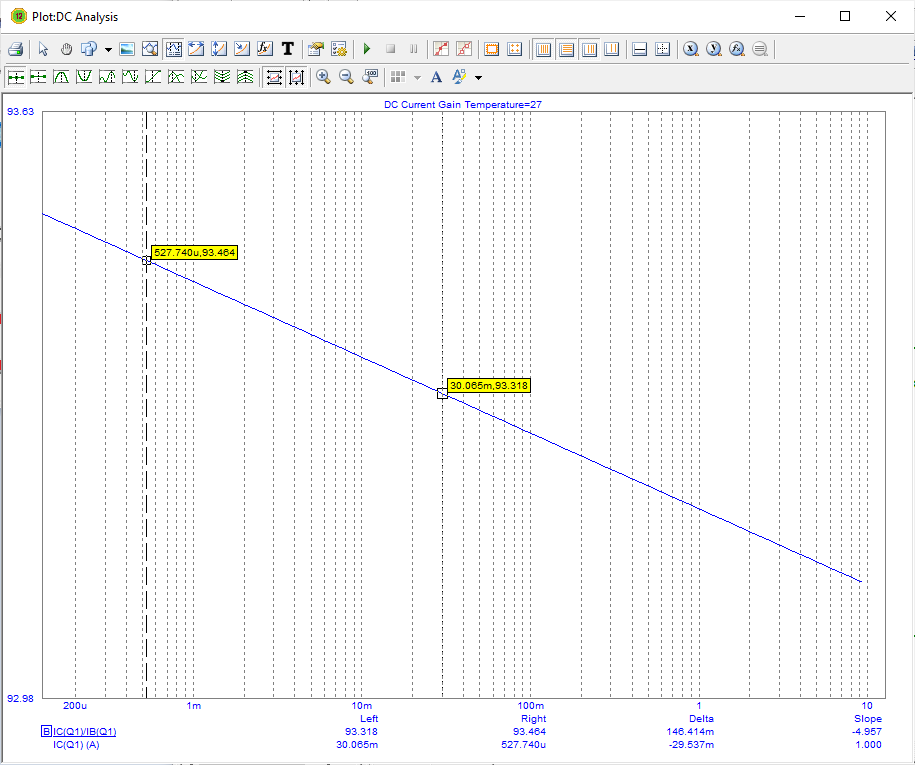 Plot:DC Analysis
DC Current Gain Temperature=27
93.63
527.740u,93.464
30.065m,93.318
92.98
200u 1m 10m 100m 1 10
Left Right Delta Slope
B IC(Q1)/IB(Q1) 93.318 93.464 146.414m -4.957
IC(Q1) (A) 30.065m 527.740u -29.537m 1.000